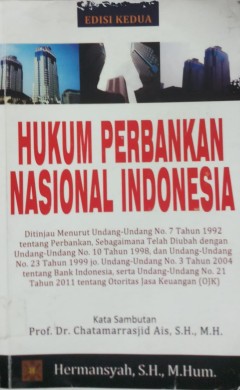 EDISI KEDUA
HUKUM PERBANKAN
NASIONAL INDONESIA
Ditinjau Menurut Undang-Undang No. 7 Tahun 1992
tentang Perbankan, Sebagaimana Telah Diubah dengan
Undang-Undang No. 10 Tahun 1998, dan Undang-Undang
No. 23 Tahun 1999 jo. Undang-Undang No. 3 Tahun 2004
tentang Bank Indonesia, serta Undang-Undang No. 21
Tahun 2011 tentang Otoritas Jasa Keuangan (OJK)
Kata Sambutan
Prof. Dr. Chatamarrasjid Ais, S.H., M.H.
Hermansyah, S.H., M.Hum.